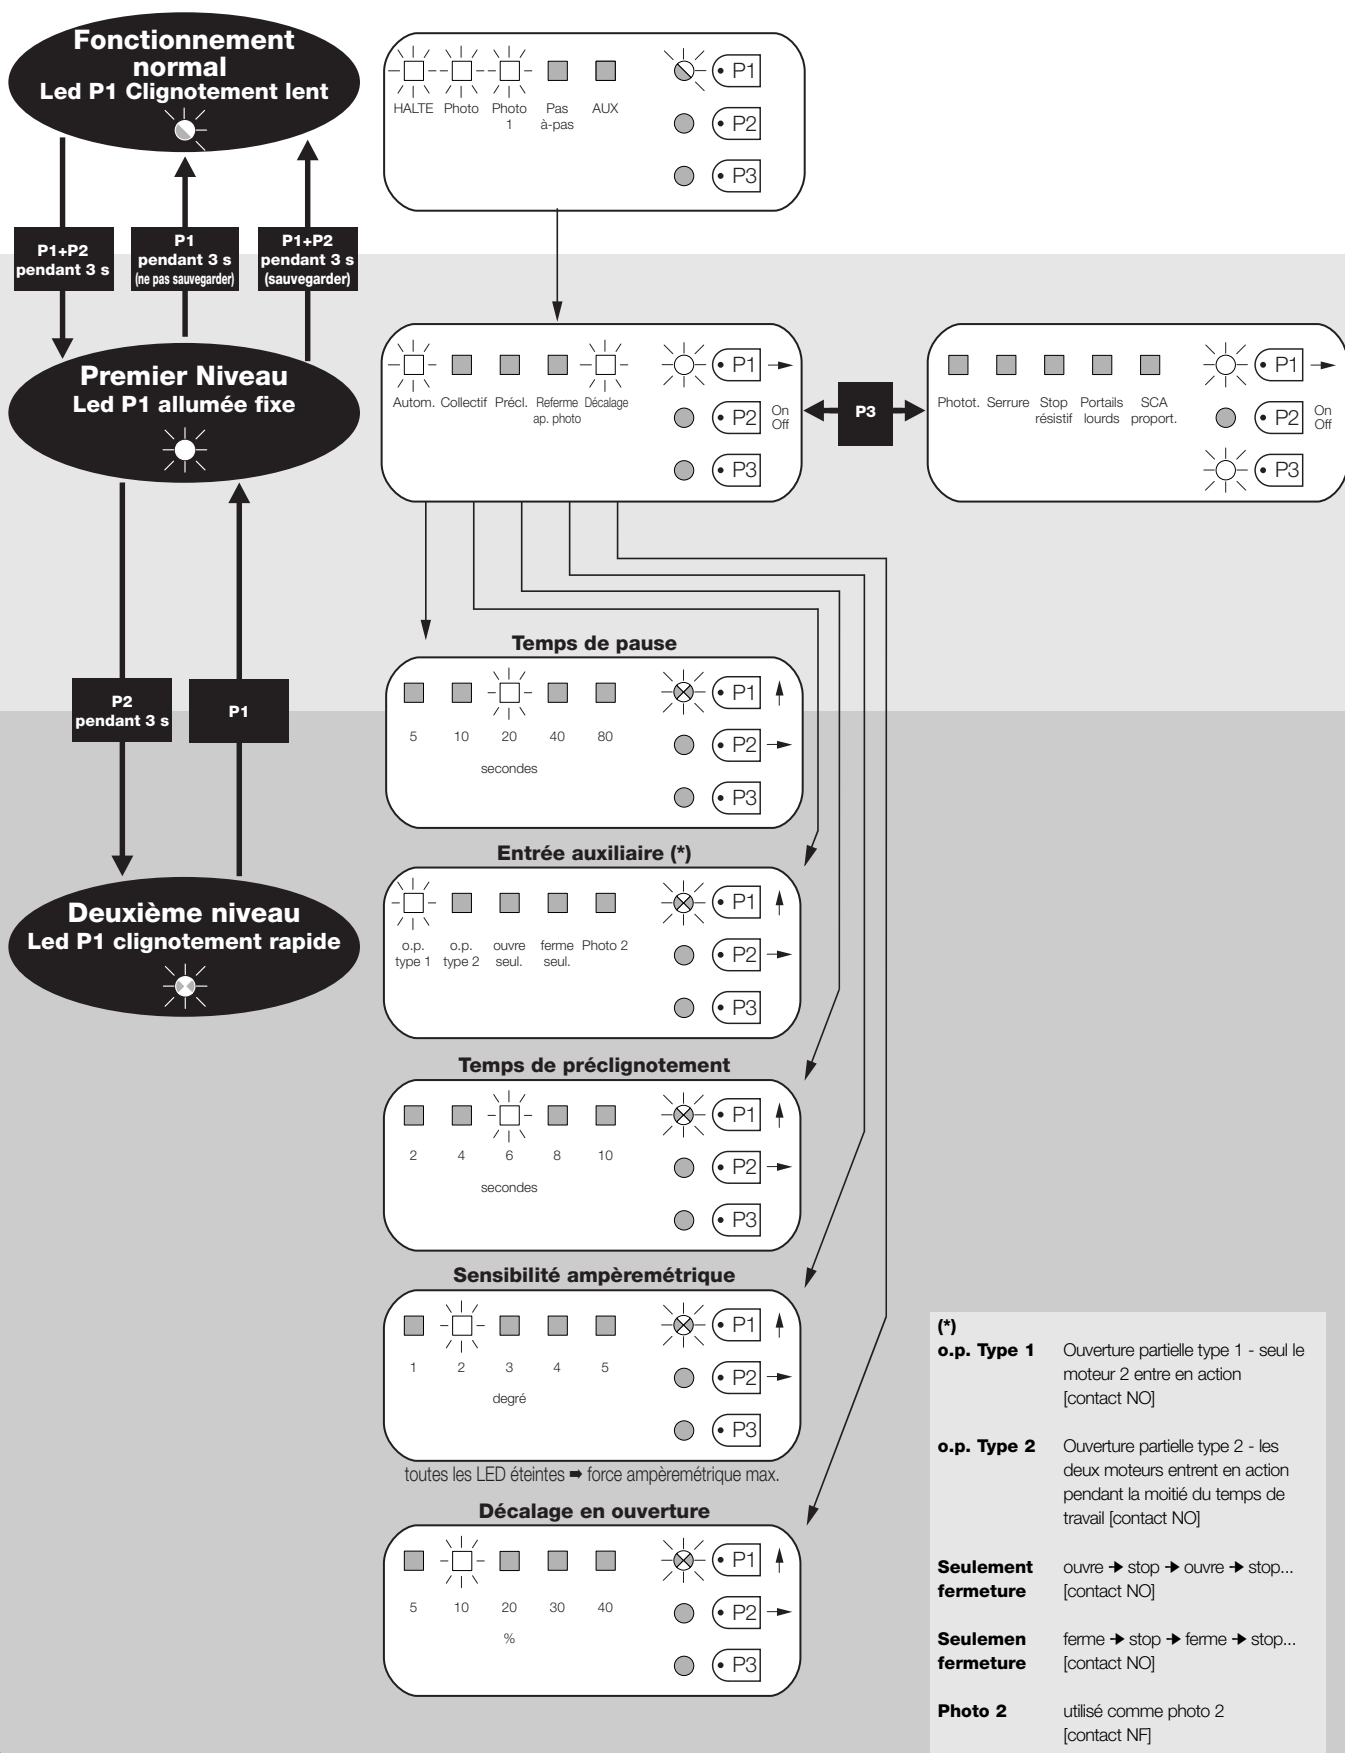 Fonctionnement
normal
Led P1 Clignotement lent
HALTE Photo Photo 1 Pas à-pas AUX
P1
P2
P3
P1+P2
pendant 3 s
P1
pendant 3 s
(ne pas sauvegarder)
P1+P2
pendant 3 s
(sauvegarder)
Premier Niveau
Led P1 allumée fixe
Autom. Collectif Précl. Referme ap. photo Décalage
P1
P2 On Off
P3
P3
Photot. Serrure Stop résistif Portails lourds SCA proport.
P1
P2 On Off
P3
P2
pendant 3 s
P1
Deuxième niveau
Led P1 clignotement rapide
Temps de pause
5 10 20 40 80
secondes
P1
P2
P3
Entrée auxiliaire (*)
o.p. type 1 o.p. type 2 ouvre seul. ferme seul. Photo 2
P1
P2
P3
Temps de préclignotement
2 4 6 8 10
secondes
P1
P2
P3
Sensibilité ampèremétrique
1 2 3 4 5
degré
P1
P2
P3
toutes les LED éteintes ➡ force ampèremétrique max.
Décalage en ouverture
5 10 20 30 40
%
P1
P2
P3
(*)
o.p. Type 1 Ouverture partielle type 1 - seul le
moteur 2 entre en action
[contact NO]
o.p. Type 2 Ouverture partielle type 2 - les
deux moteurs entrent en action
pendant la moitié du temps de
travail [contact NO]
Seulement ouvre ➔ stop ➔ ouvre ➔ stop...
fermeture [contact NO]
Seulemen ferme ➔ stop ➔ ferme ➔ stop...
fermeture [contact NO]
Photo 2 utilisé comme photo 2
[contact NF]